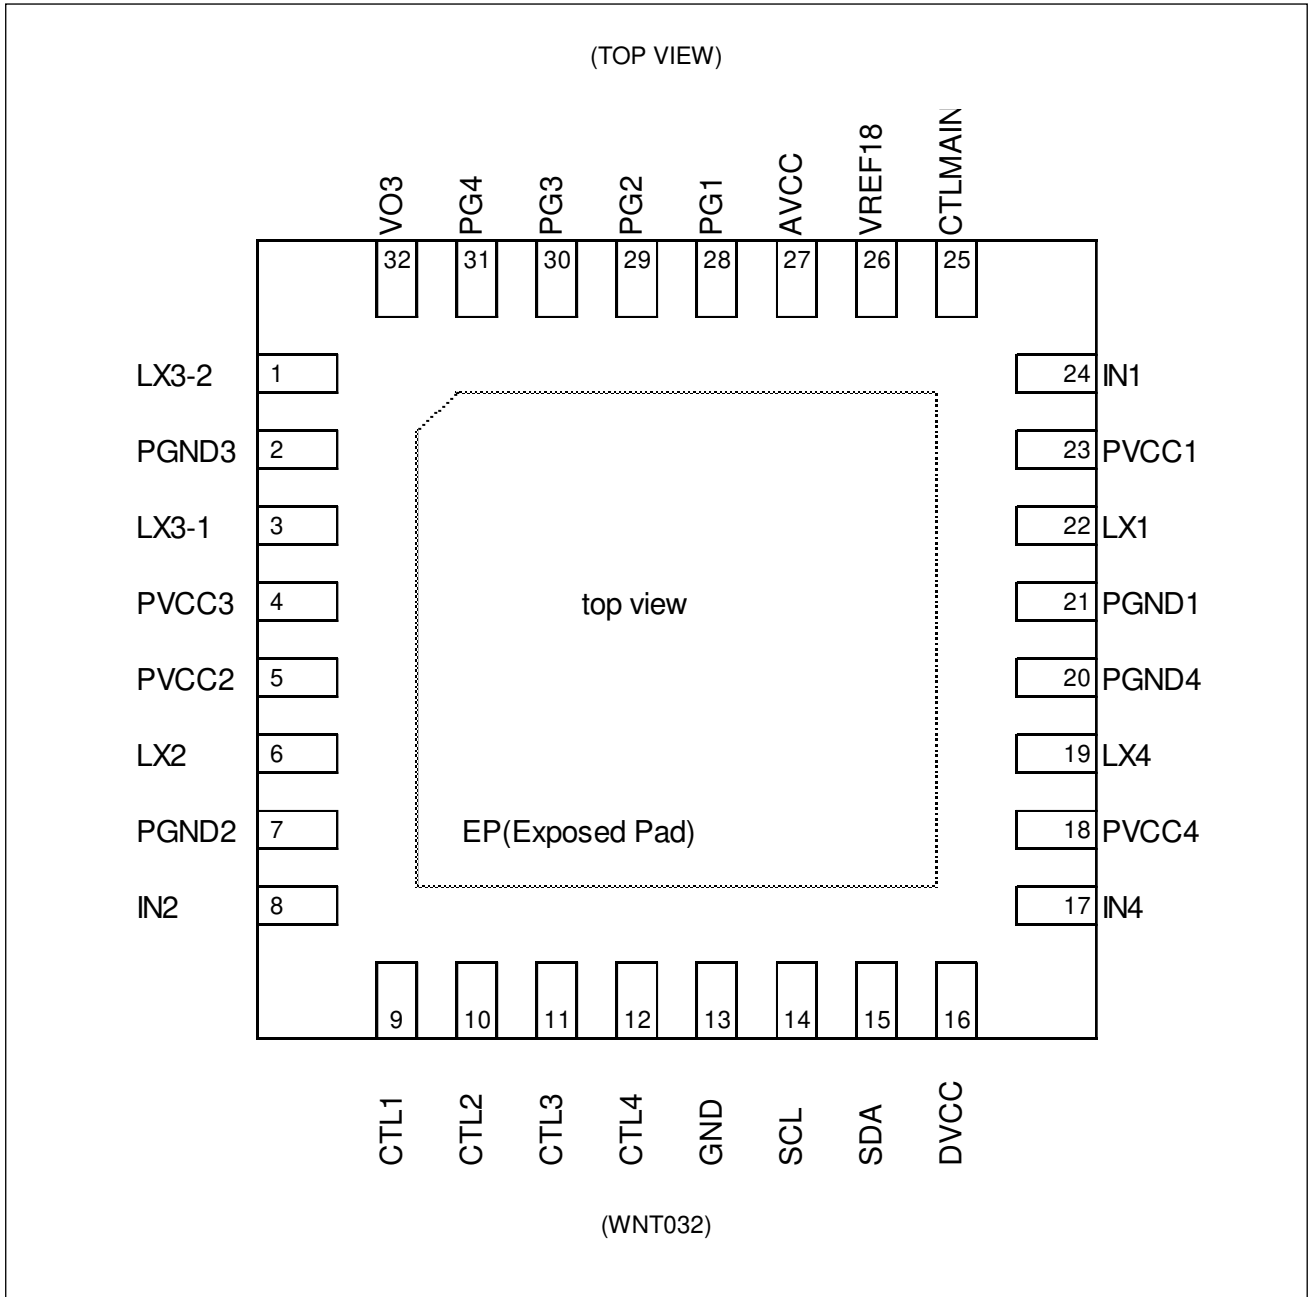 (TOP VIEW)
VO3 PG4 PG3 PG2 PG1 AVCC VREF18 CTLMAIN
32 31 30 29 28 27 26 25
LX3-2 1 24 IN1
PGND3 2 23 PVCC1
LX3-1 3 22 LX1
PVCC3 4 top view 21 PGND1
PVCC2 5 20 PGND4
LX2 6 19 LX4
PGND2 7 EP(Exposed Pad) 18 PVCC4
IN2 8 17 IN4
9 10 11 12 13 14 15 16
CTL1 CTL2 CTL3 CTL4 GND SCL SDA DVCC
(WNT032)